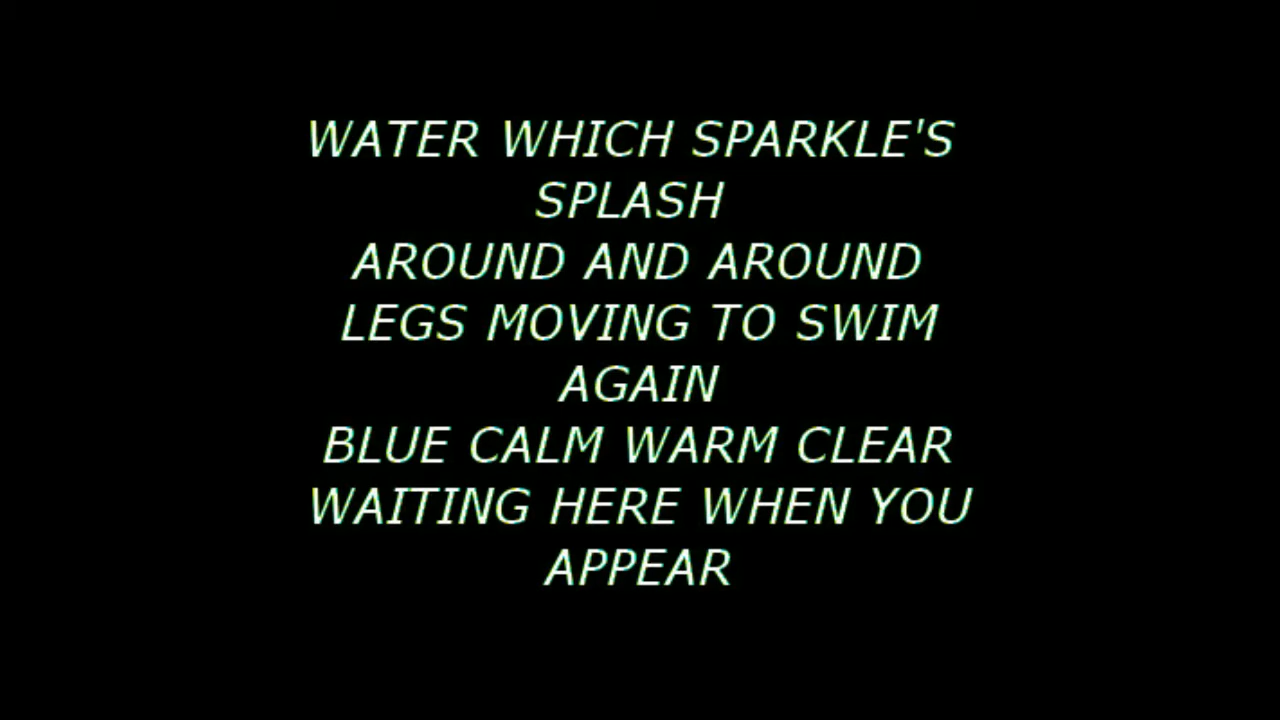 WATER WHICH SPARKLE'S
SPLASH
AROUND AND AROUND
LEGS MOVING TO SWIM
AGAIN
BLUE CALM WARM CLEAR
WAITING HERE WHEN YOU
APPEAR